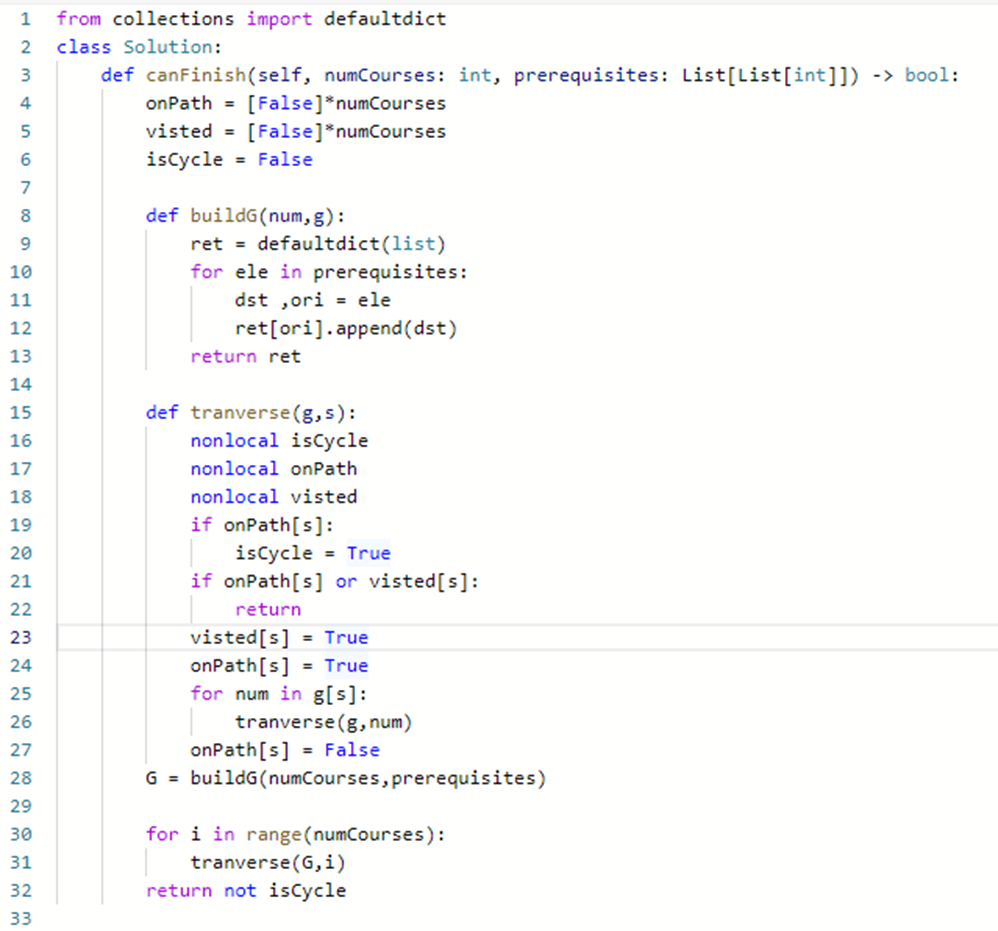 1 from collections import defaultdict
2 class Solution:
3     def canFinish(self, numCourses: int, prerequisites: List[List[int]]) -> bool:
4         onPath = [False]*numCourses
5         visted = [False]*numCourses
6         isCycle = False
7
8         def buildG(num,g):
9             ret = defaultdict(list)
10             for ele in prerequisites:
11                 dst ,ori = ele
12                 ret[ori].append(dst)
13             return ret
14
15         def tranverse(g,s):
16             nonlocal isCycle
17             nonlocal onPath
18             nonlocal visted
19             if onPath[s]:
20                 isCycle = True
21             if onPath[s] or visted[s]:
22                 return
23             visted[s] = True
24             onPath[s] = True
25             for num in g[s]:
26                 tranverse(g,num)
27             onPath[s] = False
28         G = buildG(numCourses,prerequisites)
29
30         for i in range(numCourses):
31             tranverse(G,i)
32         return not isCycle
33